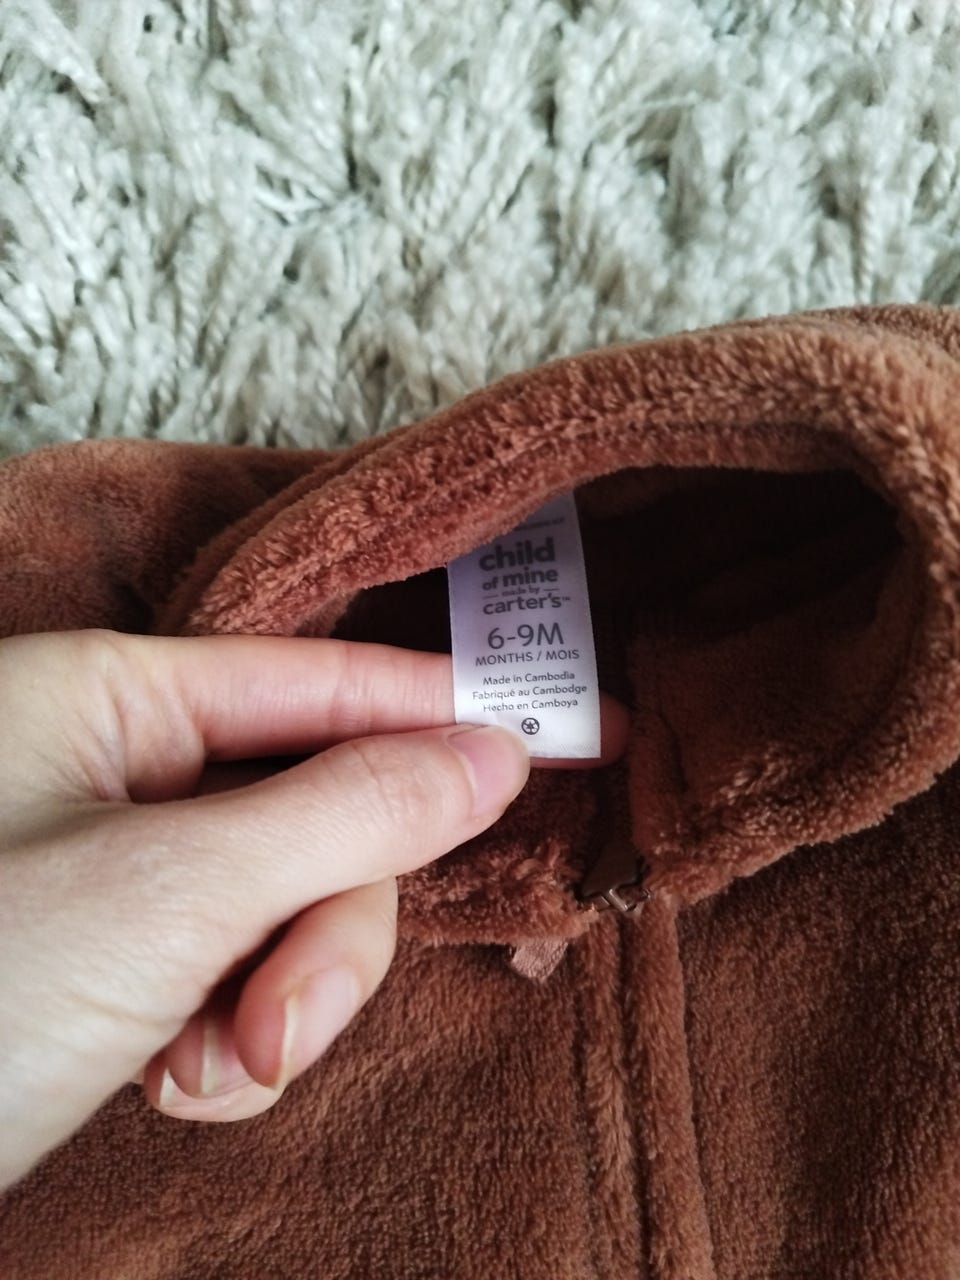 child
of mine
made by
carter's™
6-9M
MONTHS / MOIS
Made in Cambodia
Fabriqué au Cambodge
Hecho en Camboya